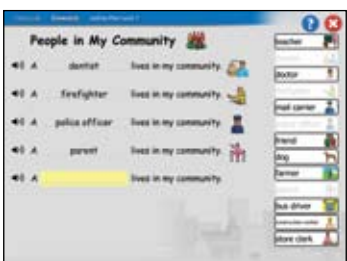 People in My Community
A dentist lives in my community.
A firefighter lives in my community.
A police officer lives in my community.
A parent lives in my community.
A lives in my community.
teacher
doctor
mail carrier
friend
dog
farmer
bus driver
store clerk